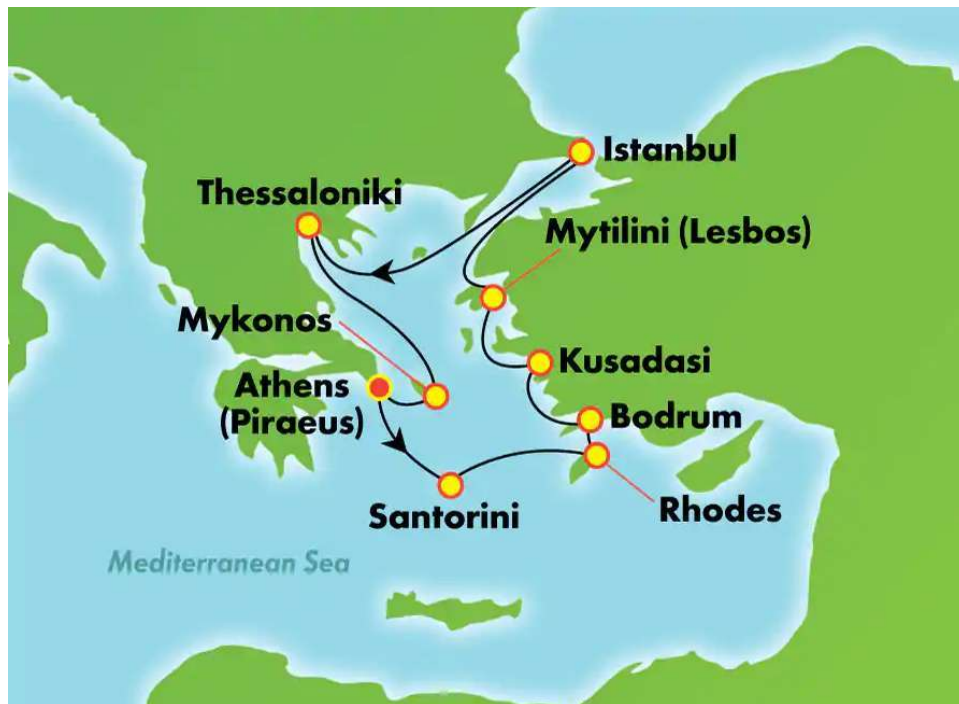 Istanbul
Thessaloniki
Mytilini (Lesbos)
Mykonos
Kusadasi
Athens
(Piraeus)
Bodrum
Santorini
Rhodes
Mediterranean Sea